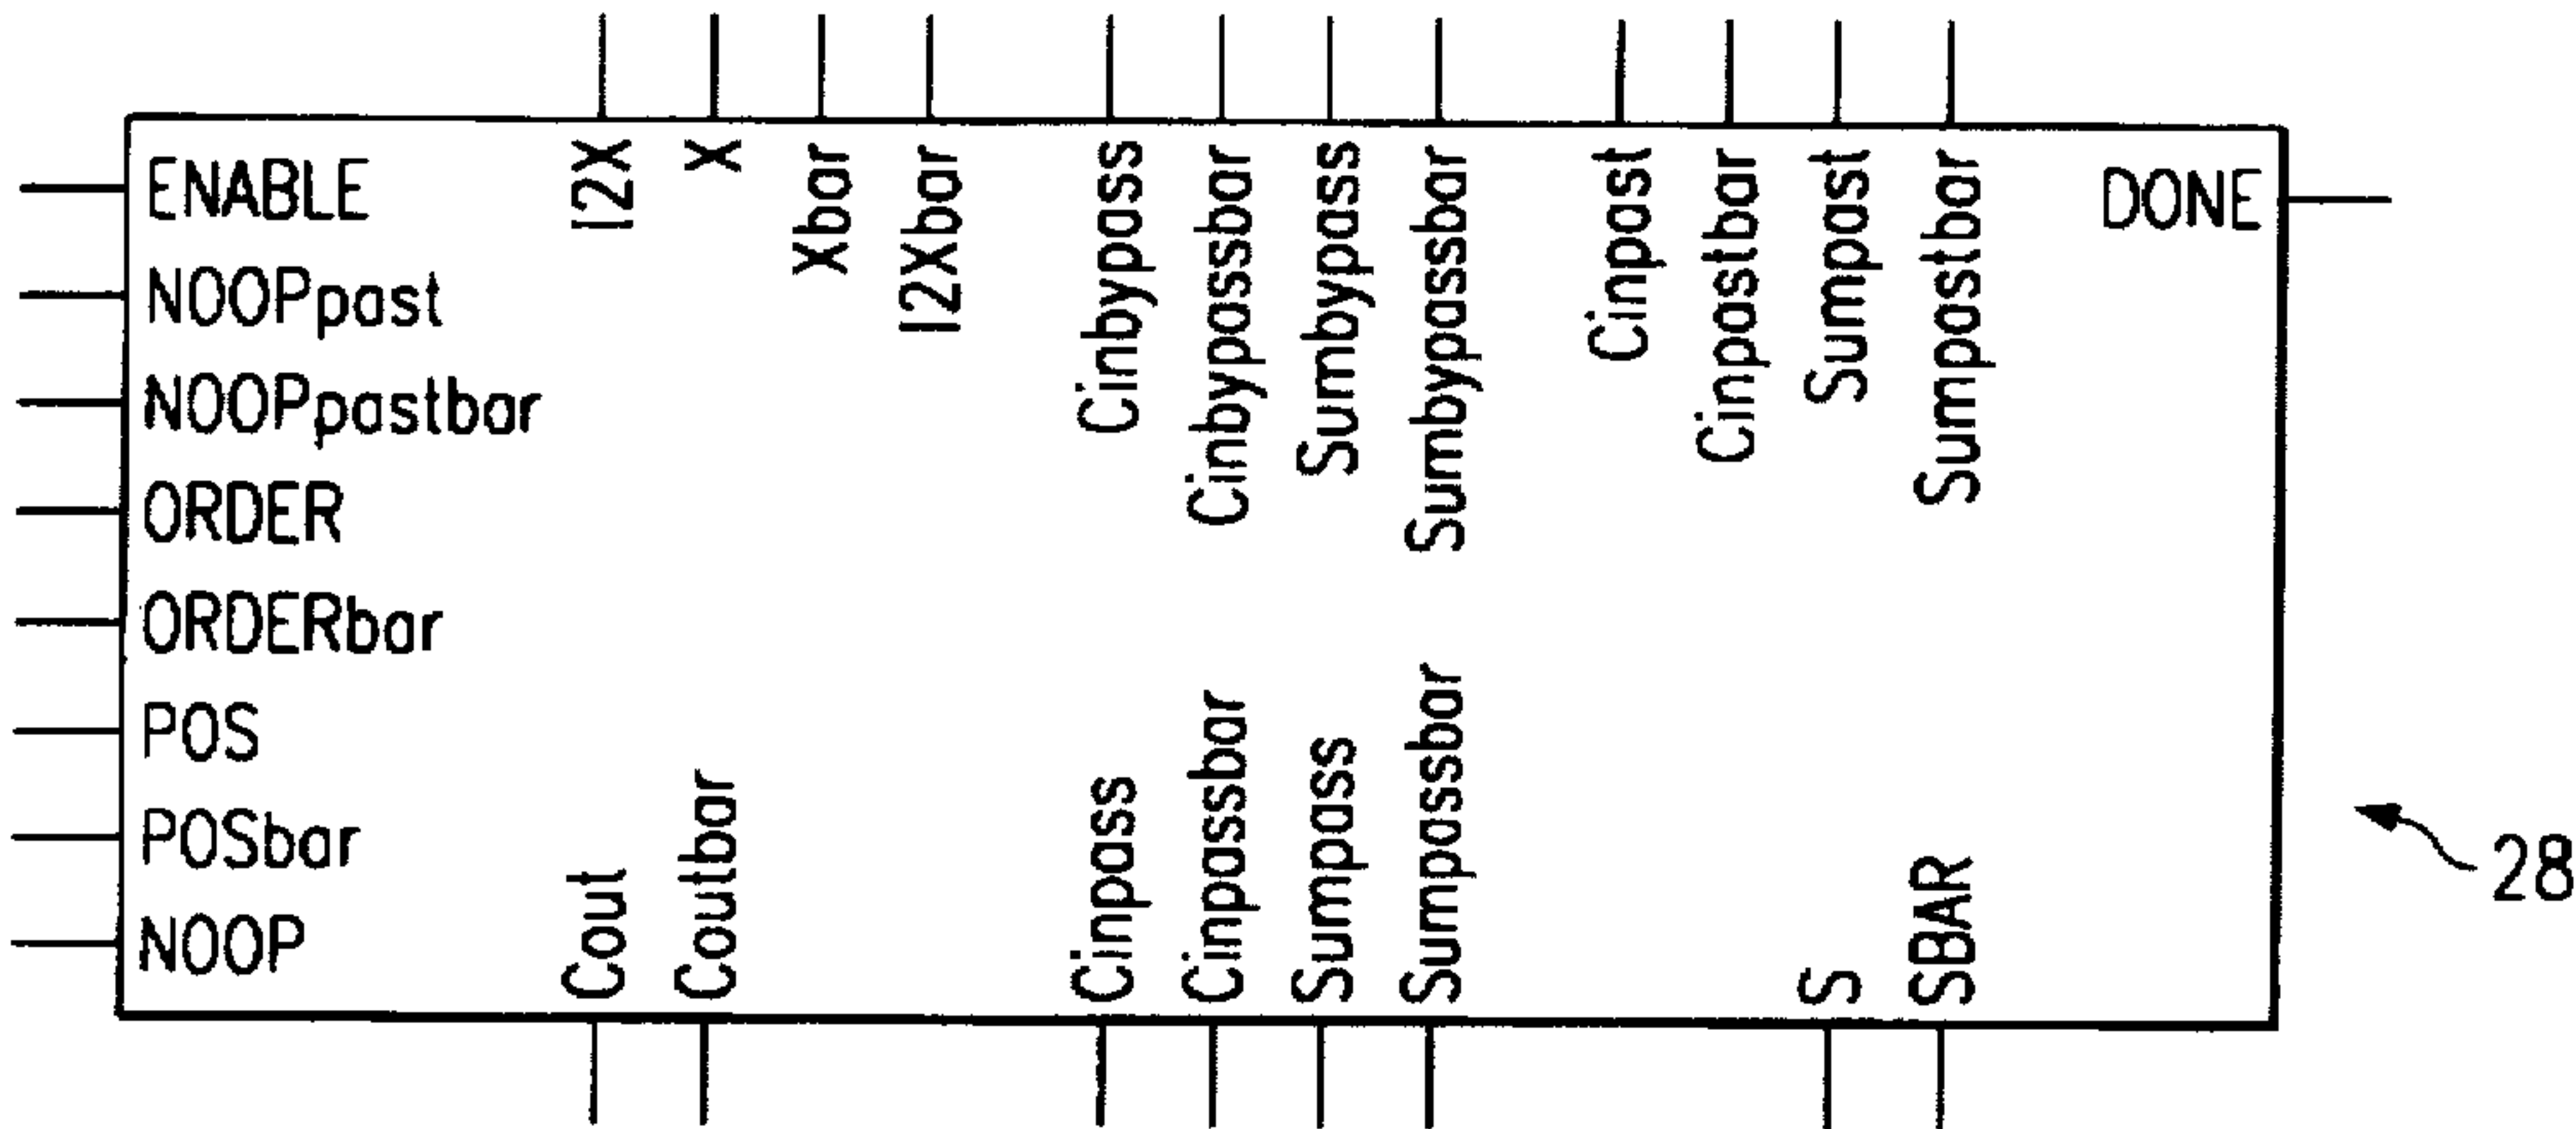 ENABLE
NOOPpast
NOOPpastbar
ORDER
ORDERbar
POS
POSbar
NOOP
I2X
X
Xbar
I2Xbar
Cinbypass
Cinbypassbar
Sumbypass
Sumbypassbar
Cinpast
Cinpastbar
Sumpast
Sumpastbar
DONE
Cout
Coutbar
Cinpass
Cinpassbar
Sumpass
Sumpassbar
S
SBAR
28